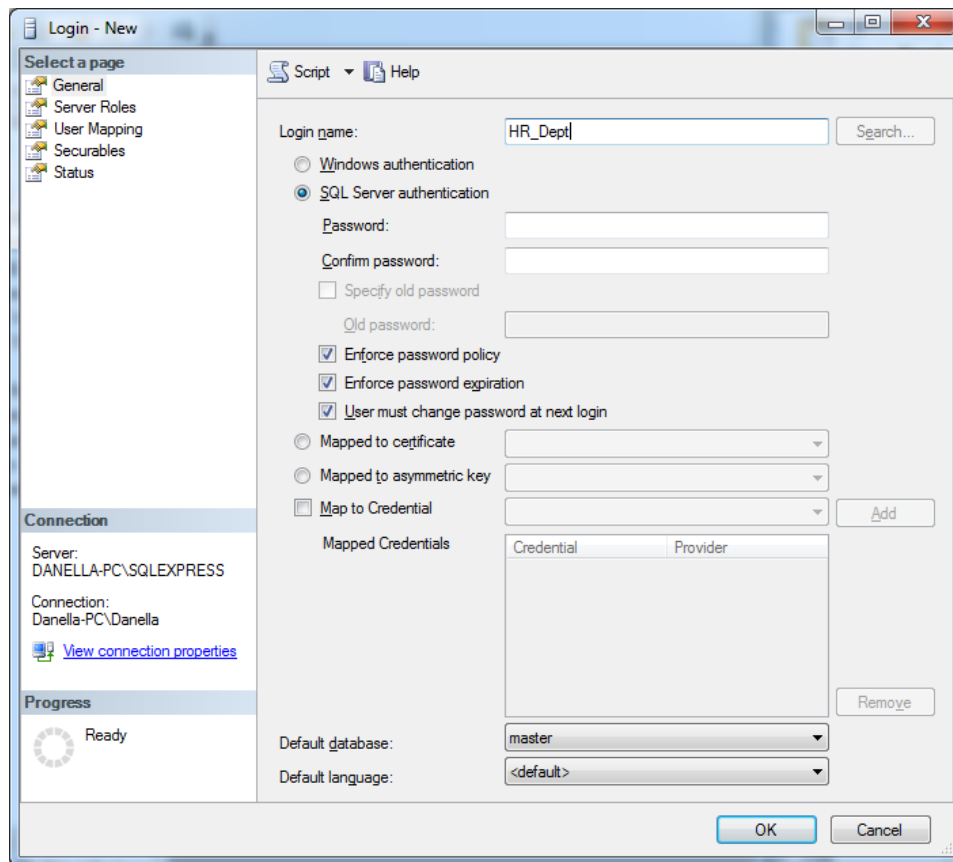 Login - New
Select a page
General
Server Roles
User Mapping
Securables
Status
Script
Help
Login name:
HR_Dept
Search...
Windows authentication
SQL Server authentication
Password:
Confirm password:
Specify old password
Old password:
Enforce password policy
Enforce password expiration
User must change password at next login
Mapped to certificate
Mapped to asymmetric key
Map to Credential
Add
Mapped Credentials
Credential
Provider
Remove
Default database:
master
Default language:
<default>
Connection
Server:
DANELLA-PC\SQLEXPRESS
Connection:
Danella-PC\Danella
View connection properties
Progress
Ready
OK
Cancel